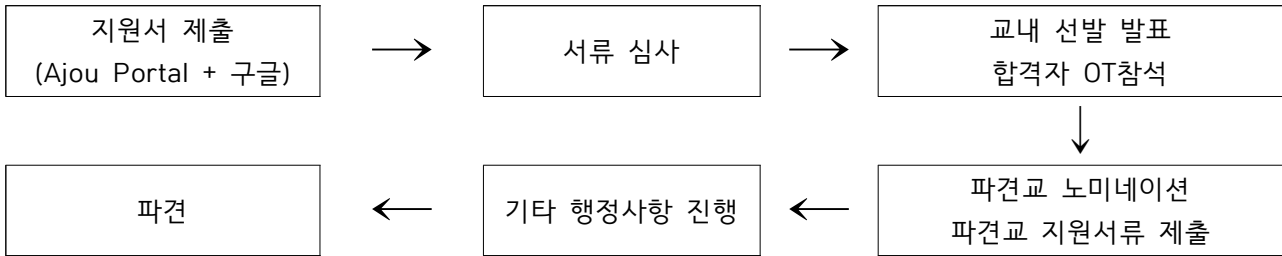 지원서 제출
(Ajou Portal + 구글)
서류 심사
교내 선발 발표
합격자 OT참석
파견교 노미네이션
파견교 지원서류 제출
기타 행정사항 진행
파견